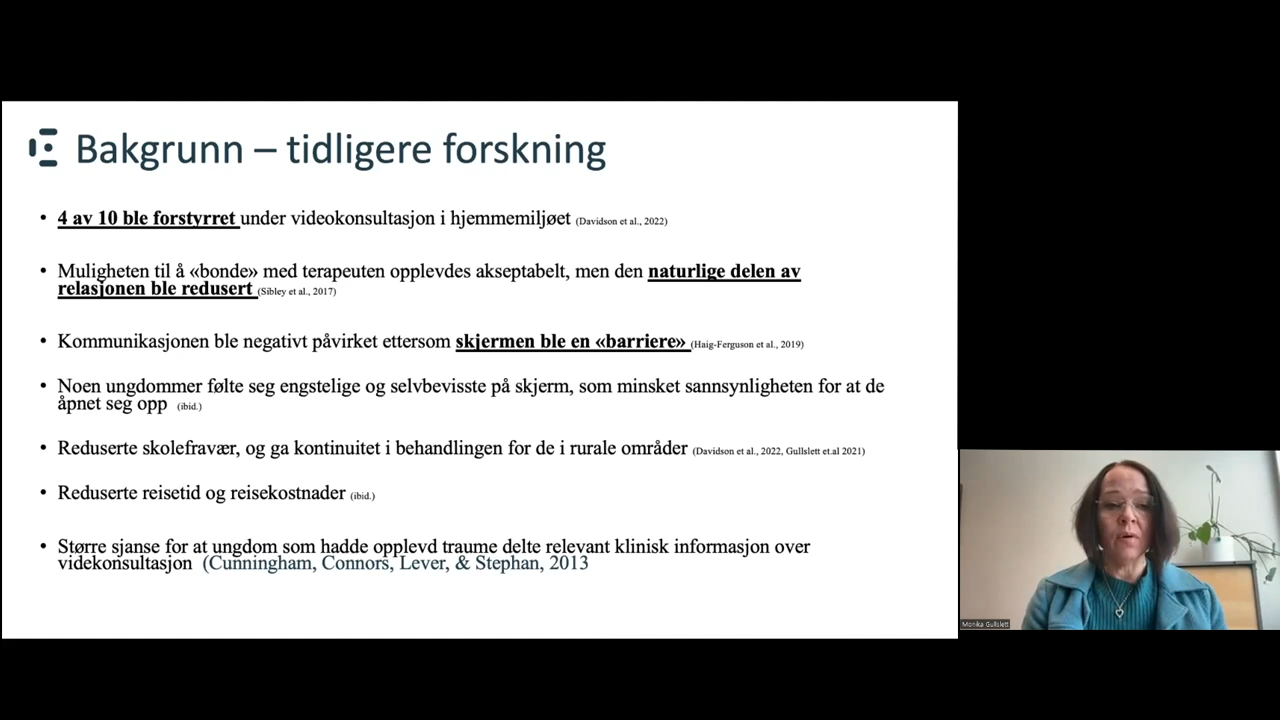 Bakgrunn – tidligere forskning
• 4 av 10 ble forstyrret under videokonsultasjon i hjemmemiljøet (Davidson et al., 2022)
• Muligheten til å «bonde» med terapeuten opplevdes akseptabelt, men den naturlige delen av
relasjonen ble redusert (Sibley et al., 2017)
• Kommunikasjonen ble negativt påvirket ettersom skjermen ble en «barriere» (Haig-Ferguson et al., 2019)
• Noen ungdommer følte seg engstelige og selvbevisste på skjerm, som minsket sannsynligheten for at de
åpnet seg opp (ibid.)
• Reduserte skolefravær, og ga kontinuitet i behandlingen for de i rurale områder (Davidson et al., 2022, Gullslett et.al 2021)
• Reduserte reisetid og reisekostnader (ibid.)
• Større sjanse for at ungdom som hadde opplevd traume delte relevant klinisk informasjon over
videkonsultasjon (Cunningham, Connors, Lever, & Stephan, 2013
Monika Gullslett